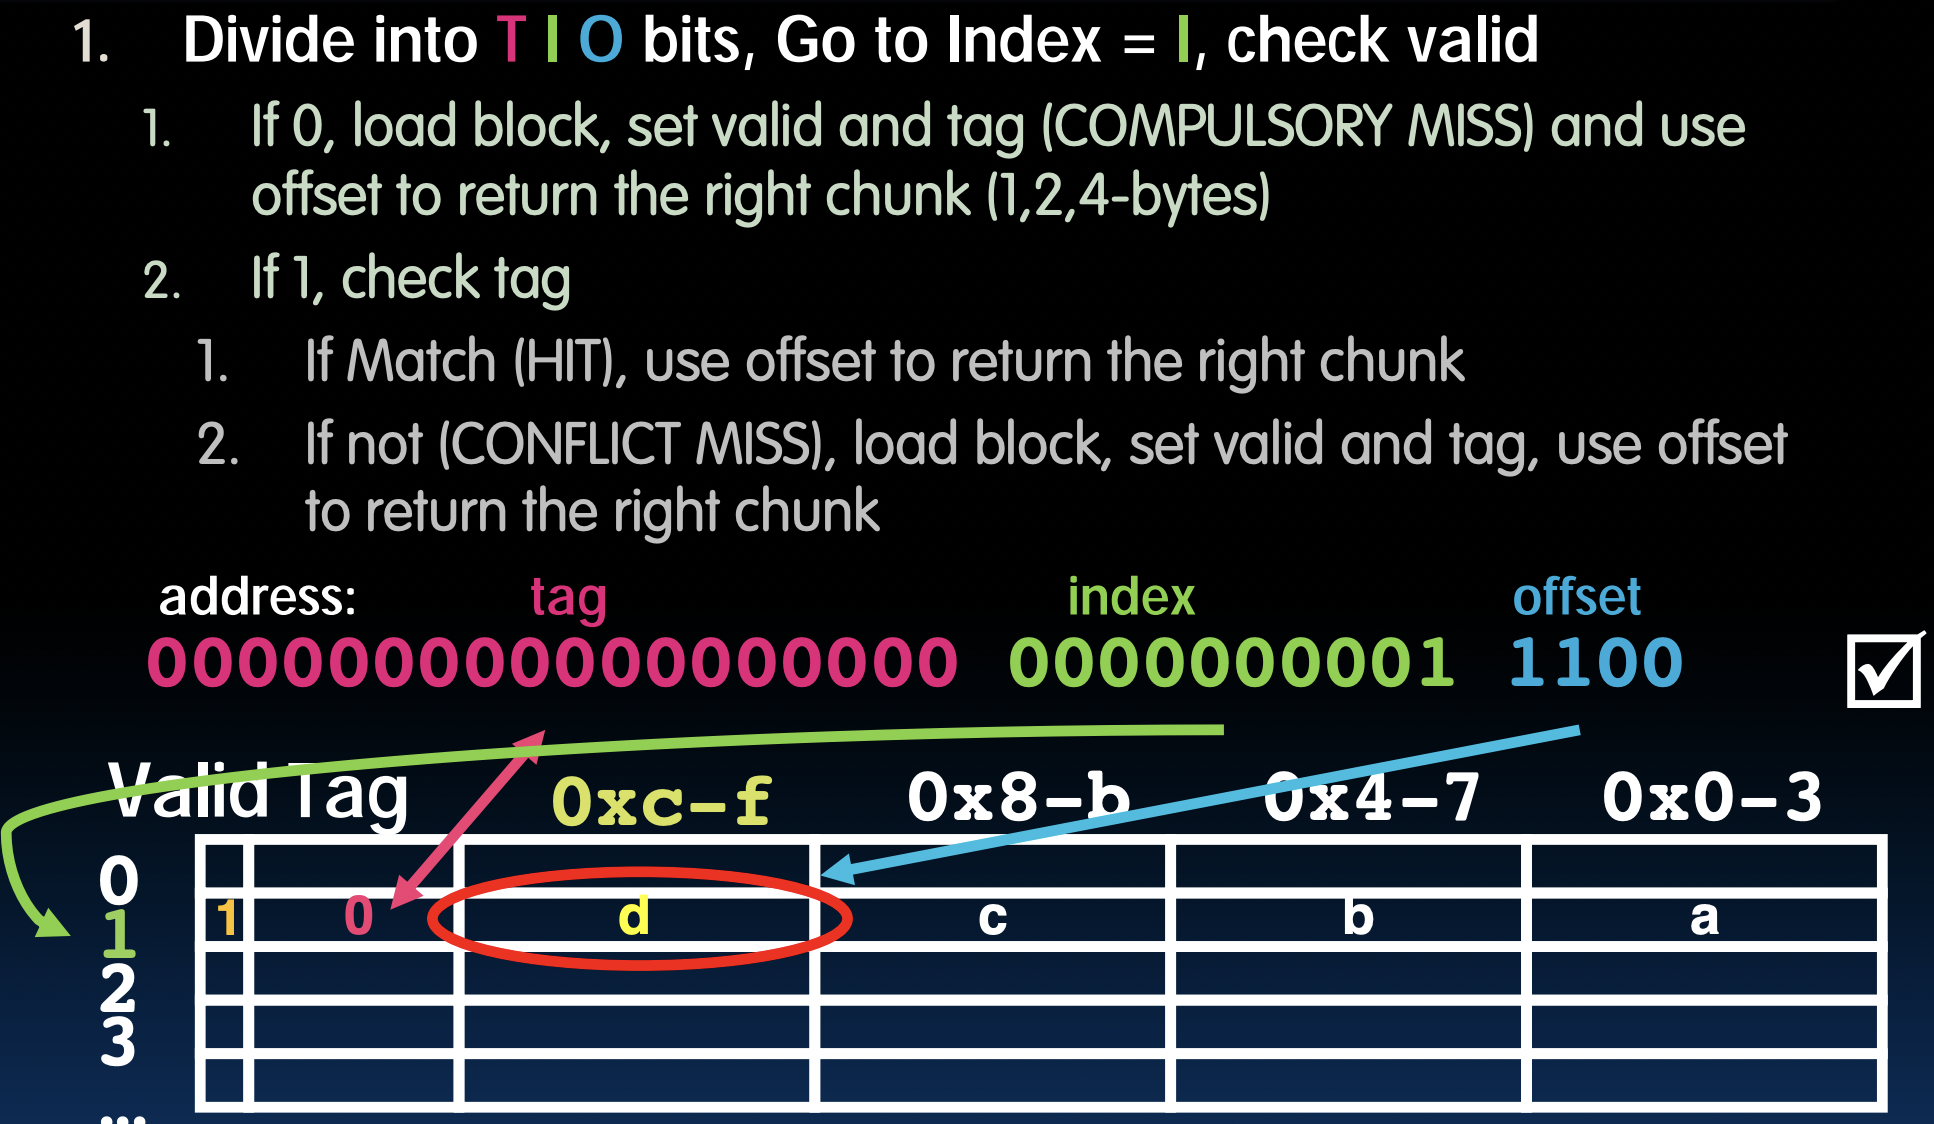 1. Divide into T I O bits, Go to Index = I, check valid
1. If 0, load block, set valid and tag (COMPULSORY MISS) and use
offset to return the right chunk (1,2,4-bytes)
2. If 1, check tag
1. If Match (HIT), use offset to return the right chunk
2. If not (CONFLICT MISS), load block, set valid and tag, use offset
to return the right chunk
address: tag index offset
000000000000000000 0000000001 1100
Valid Tag 0xc-f 0x8-b 0x4-7 0x0-3
0
1 1 0 d c b a
2
3
...